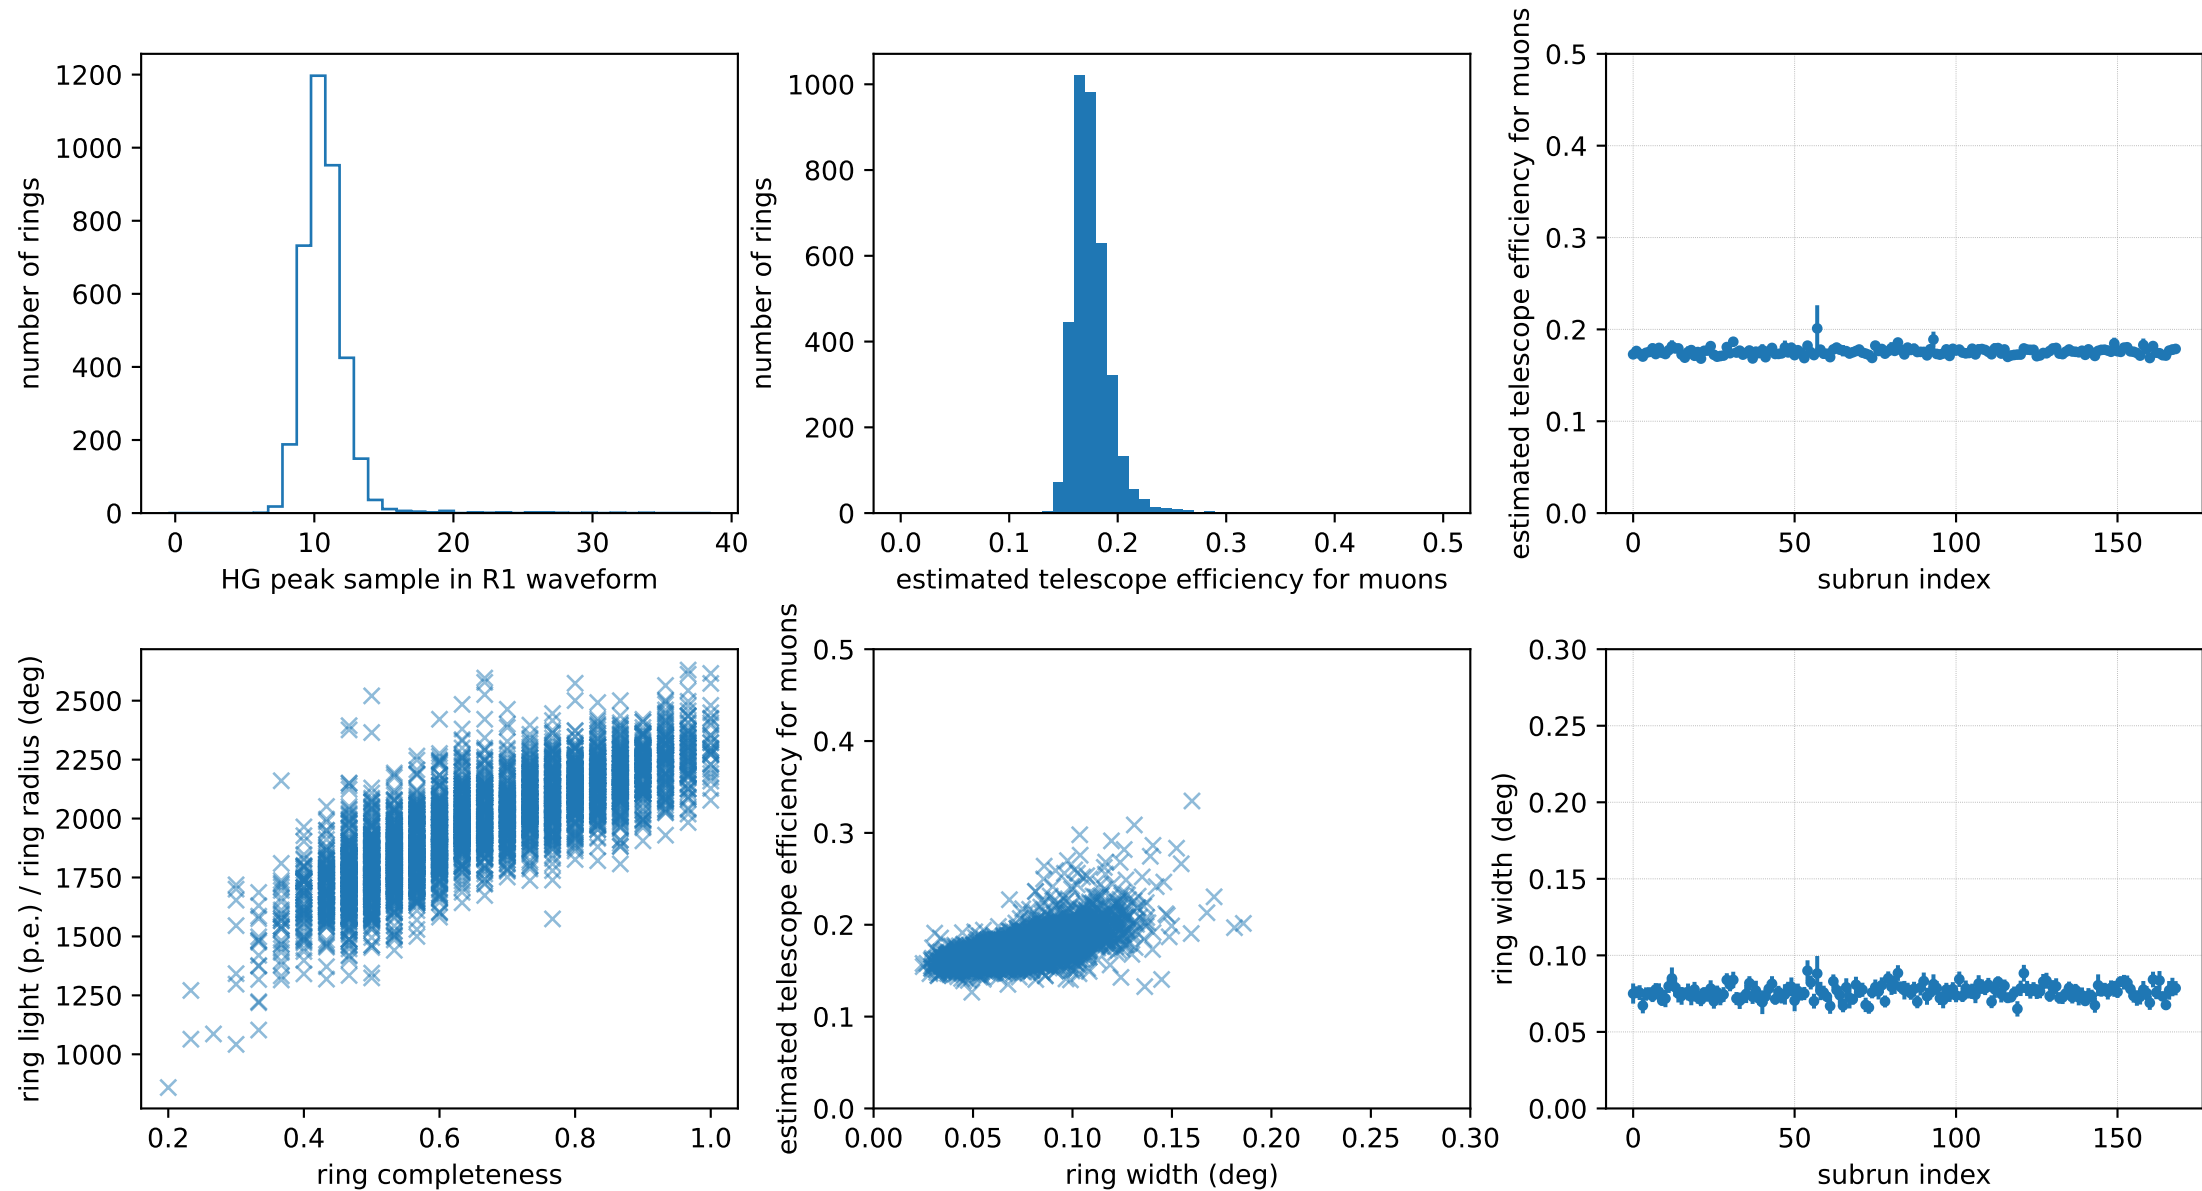 number of rings
1200
1000
800
600
400
200
0
0 10 20 30 40
HG peak sample in R1 waveform
number of rings
1000
800
600
400
200
0
0.0 0.1 0.2 0.3 0.4 0.5
estimated telescope efficiency for muons
estimated telescope efficiency for muons
0.5
0.4
0.3
0.2
0.1
0.0
0 50 100 150
subrun index
ring light (p.e.) / ring radius (deg)
2500
2250
2000
1750
1500
1250
1000
0.2 0.4 0.6 0.8 1.0
ring completeness
estimated telescope efficiency for muons
0.5
0.4
0.3
0.2
0.1
0.0
0.00 0.05 0.10 0.15 0.20 0.25 0.30
ring width (deg)
ring width (deg)
0.30
0.25
0.20
0.15
0.10
0.05
0.00
0 50 100 150
subrun index